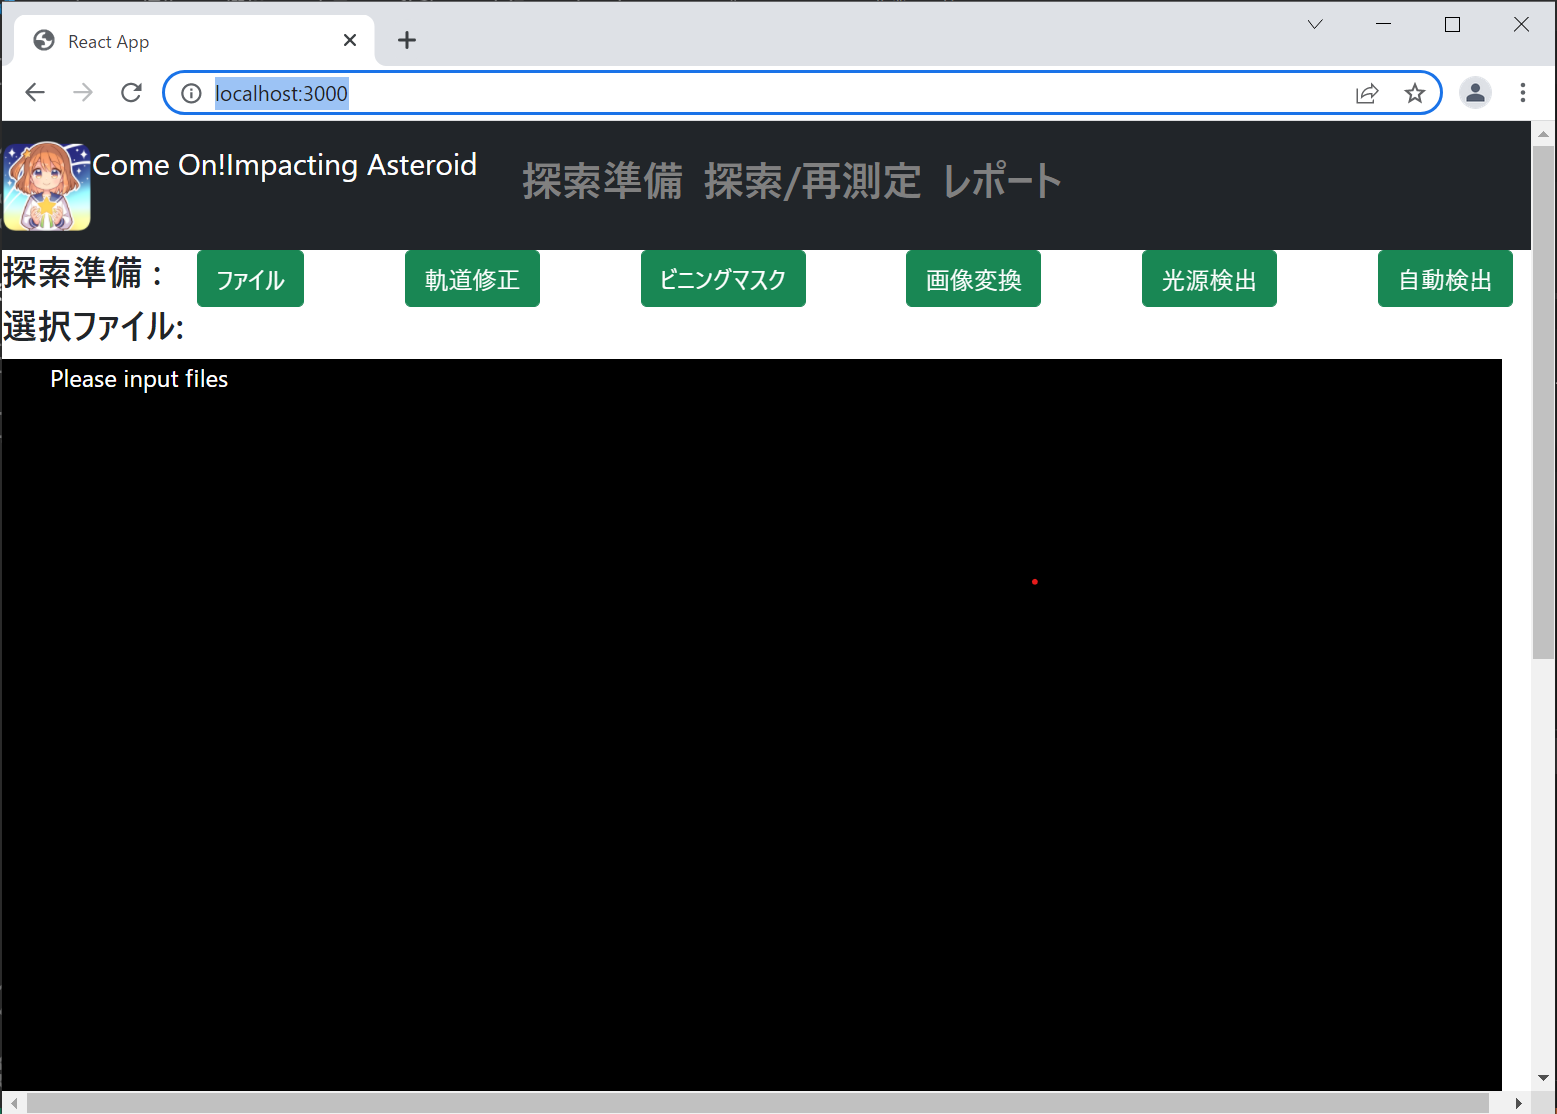 React App
localhost:3000
Come On!Impacting Asteroid
探索準備 探索/再測定 レポート
探索準備 : ファイル 軌道修正 ビニングマスク 画像変換 光源検出 自動検出
選択ファイル:
Please input files